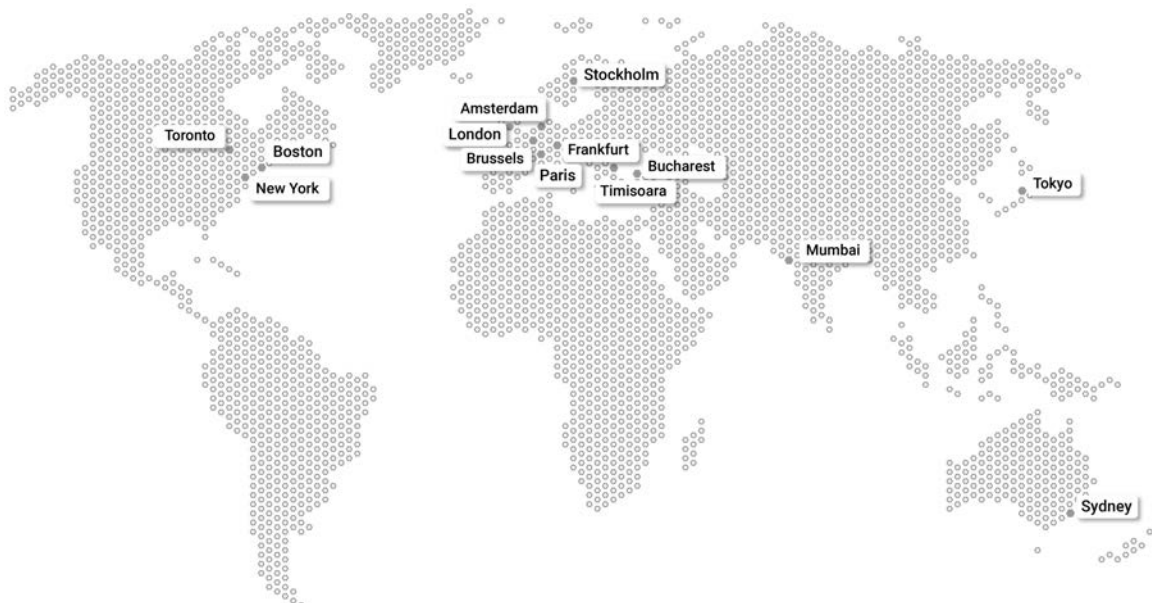 Stockholm
Amsterdam
Toronto
London
Boston
Frankfurt
Brussels
Bucharest
Paris
New York
Timisoara
Tokyo
Mumbai
Sydney